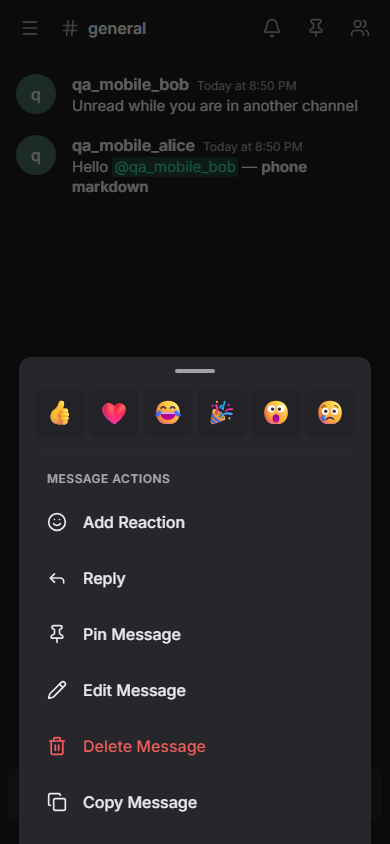 # general
qa_mobile_bob Today at 8:50 PM
q
Unread while you are in another channel
qa_mobile_alice Today at 8:50 PM
q
Hello @qa_mobile_bob — phone
markdown
MESSAGE ACTIONS
Add Reaction
Reply
Pin Message
Edit Message
Delete Message
Copy Message